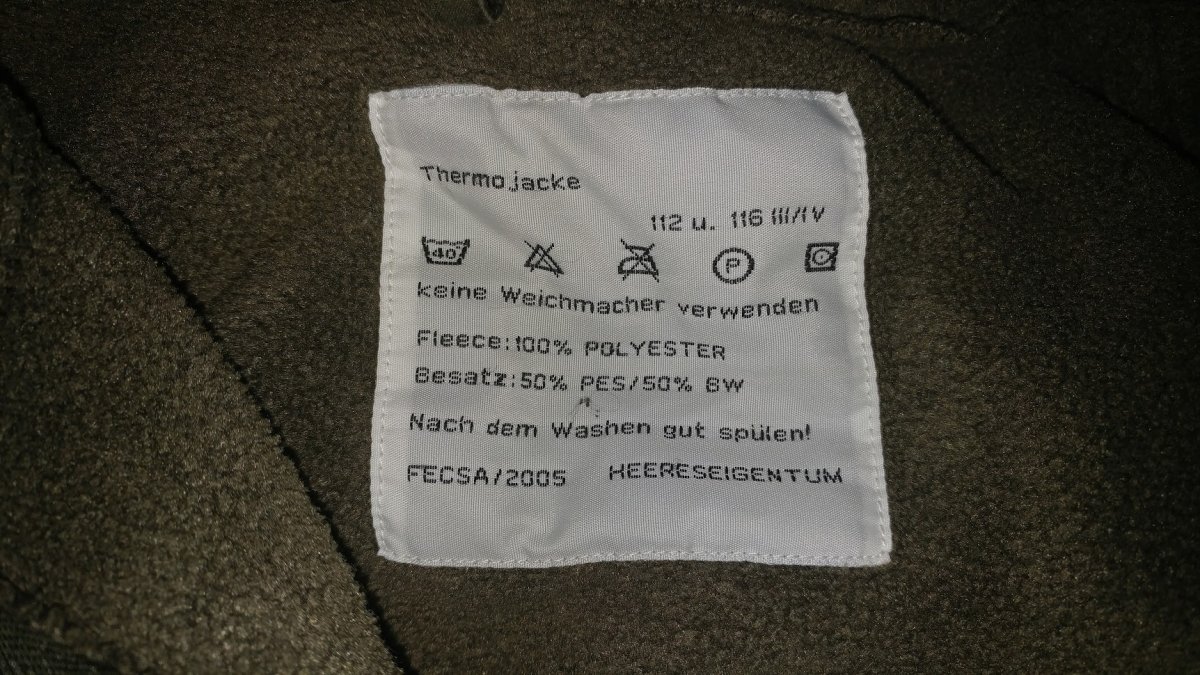 Thermojacke
112 u. 116 III/IV
40 P
keine Weichmacher verwenden
Fleece:100% POLYESTER
Besatz:50% PES/50% BW
Nach dem Washen gut spülen!
FECSA/2005 HEERESEIGENTUM